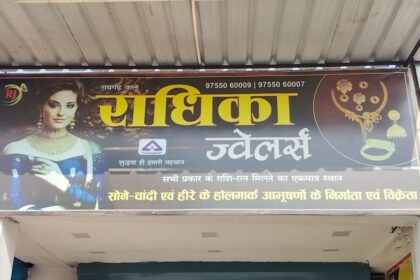 RJ
रायगढ़ वाले
97550 60009 | 97550 60007
राधिका
ज्वेलर्स
शुद्धता ही हमारी पहचान
सभी प्रकार के राशि-रत्न मिलने का एकमात्र स्थान
सोने-चांदी एवं हीरे के हॉलमार्क आभूषणों के निर्माता एवं विक्रेता